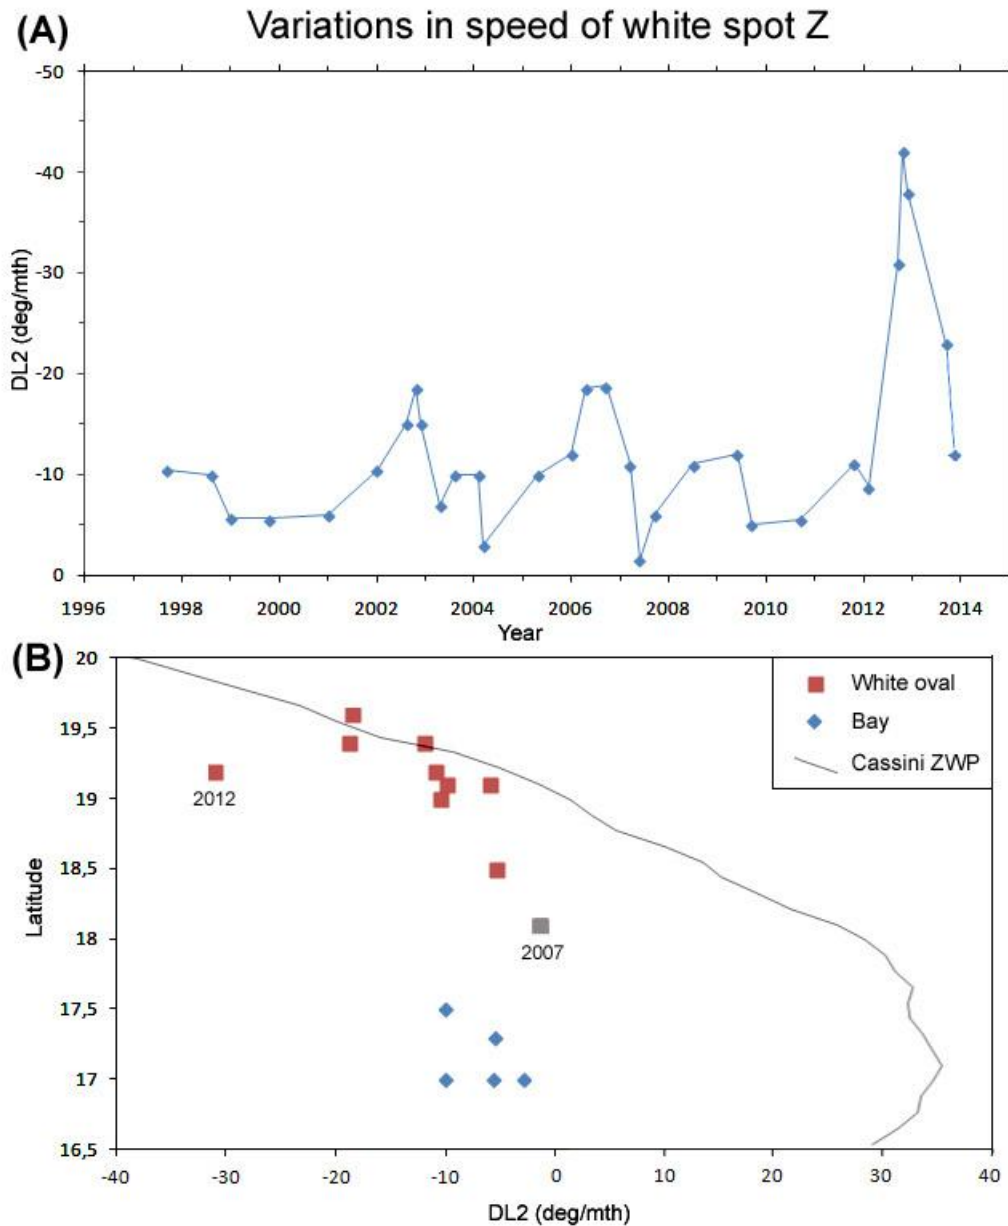 (A) Variations in speed of white spot Z
-50
-40
-30
-20
-10
0
DL2 (deg/mth)
1996 1998 2000 2002 2004 2006 2008 2010 2012 2014
Year
(B)
20
19,5
19
18,5
18
17,5
17
16,5
Latitude
White oval
Bay
Cassini ZWP
2012
2007
-40 -30 -20 -10 0 10 20 30 40
DL2 (deg/mth)